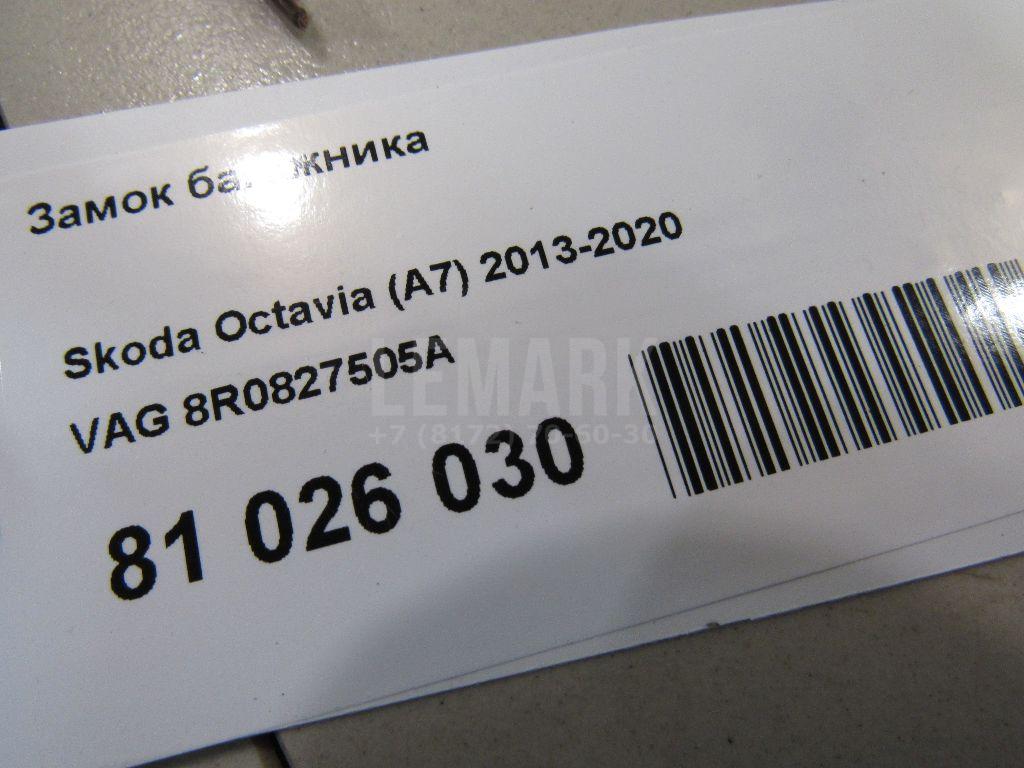 Замок
Skoda Octavia (A7) 2013-2020
VAG 8R0827505A
81 026 030
LEMARK